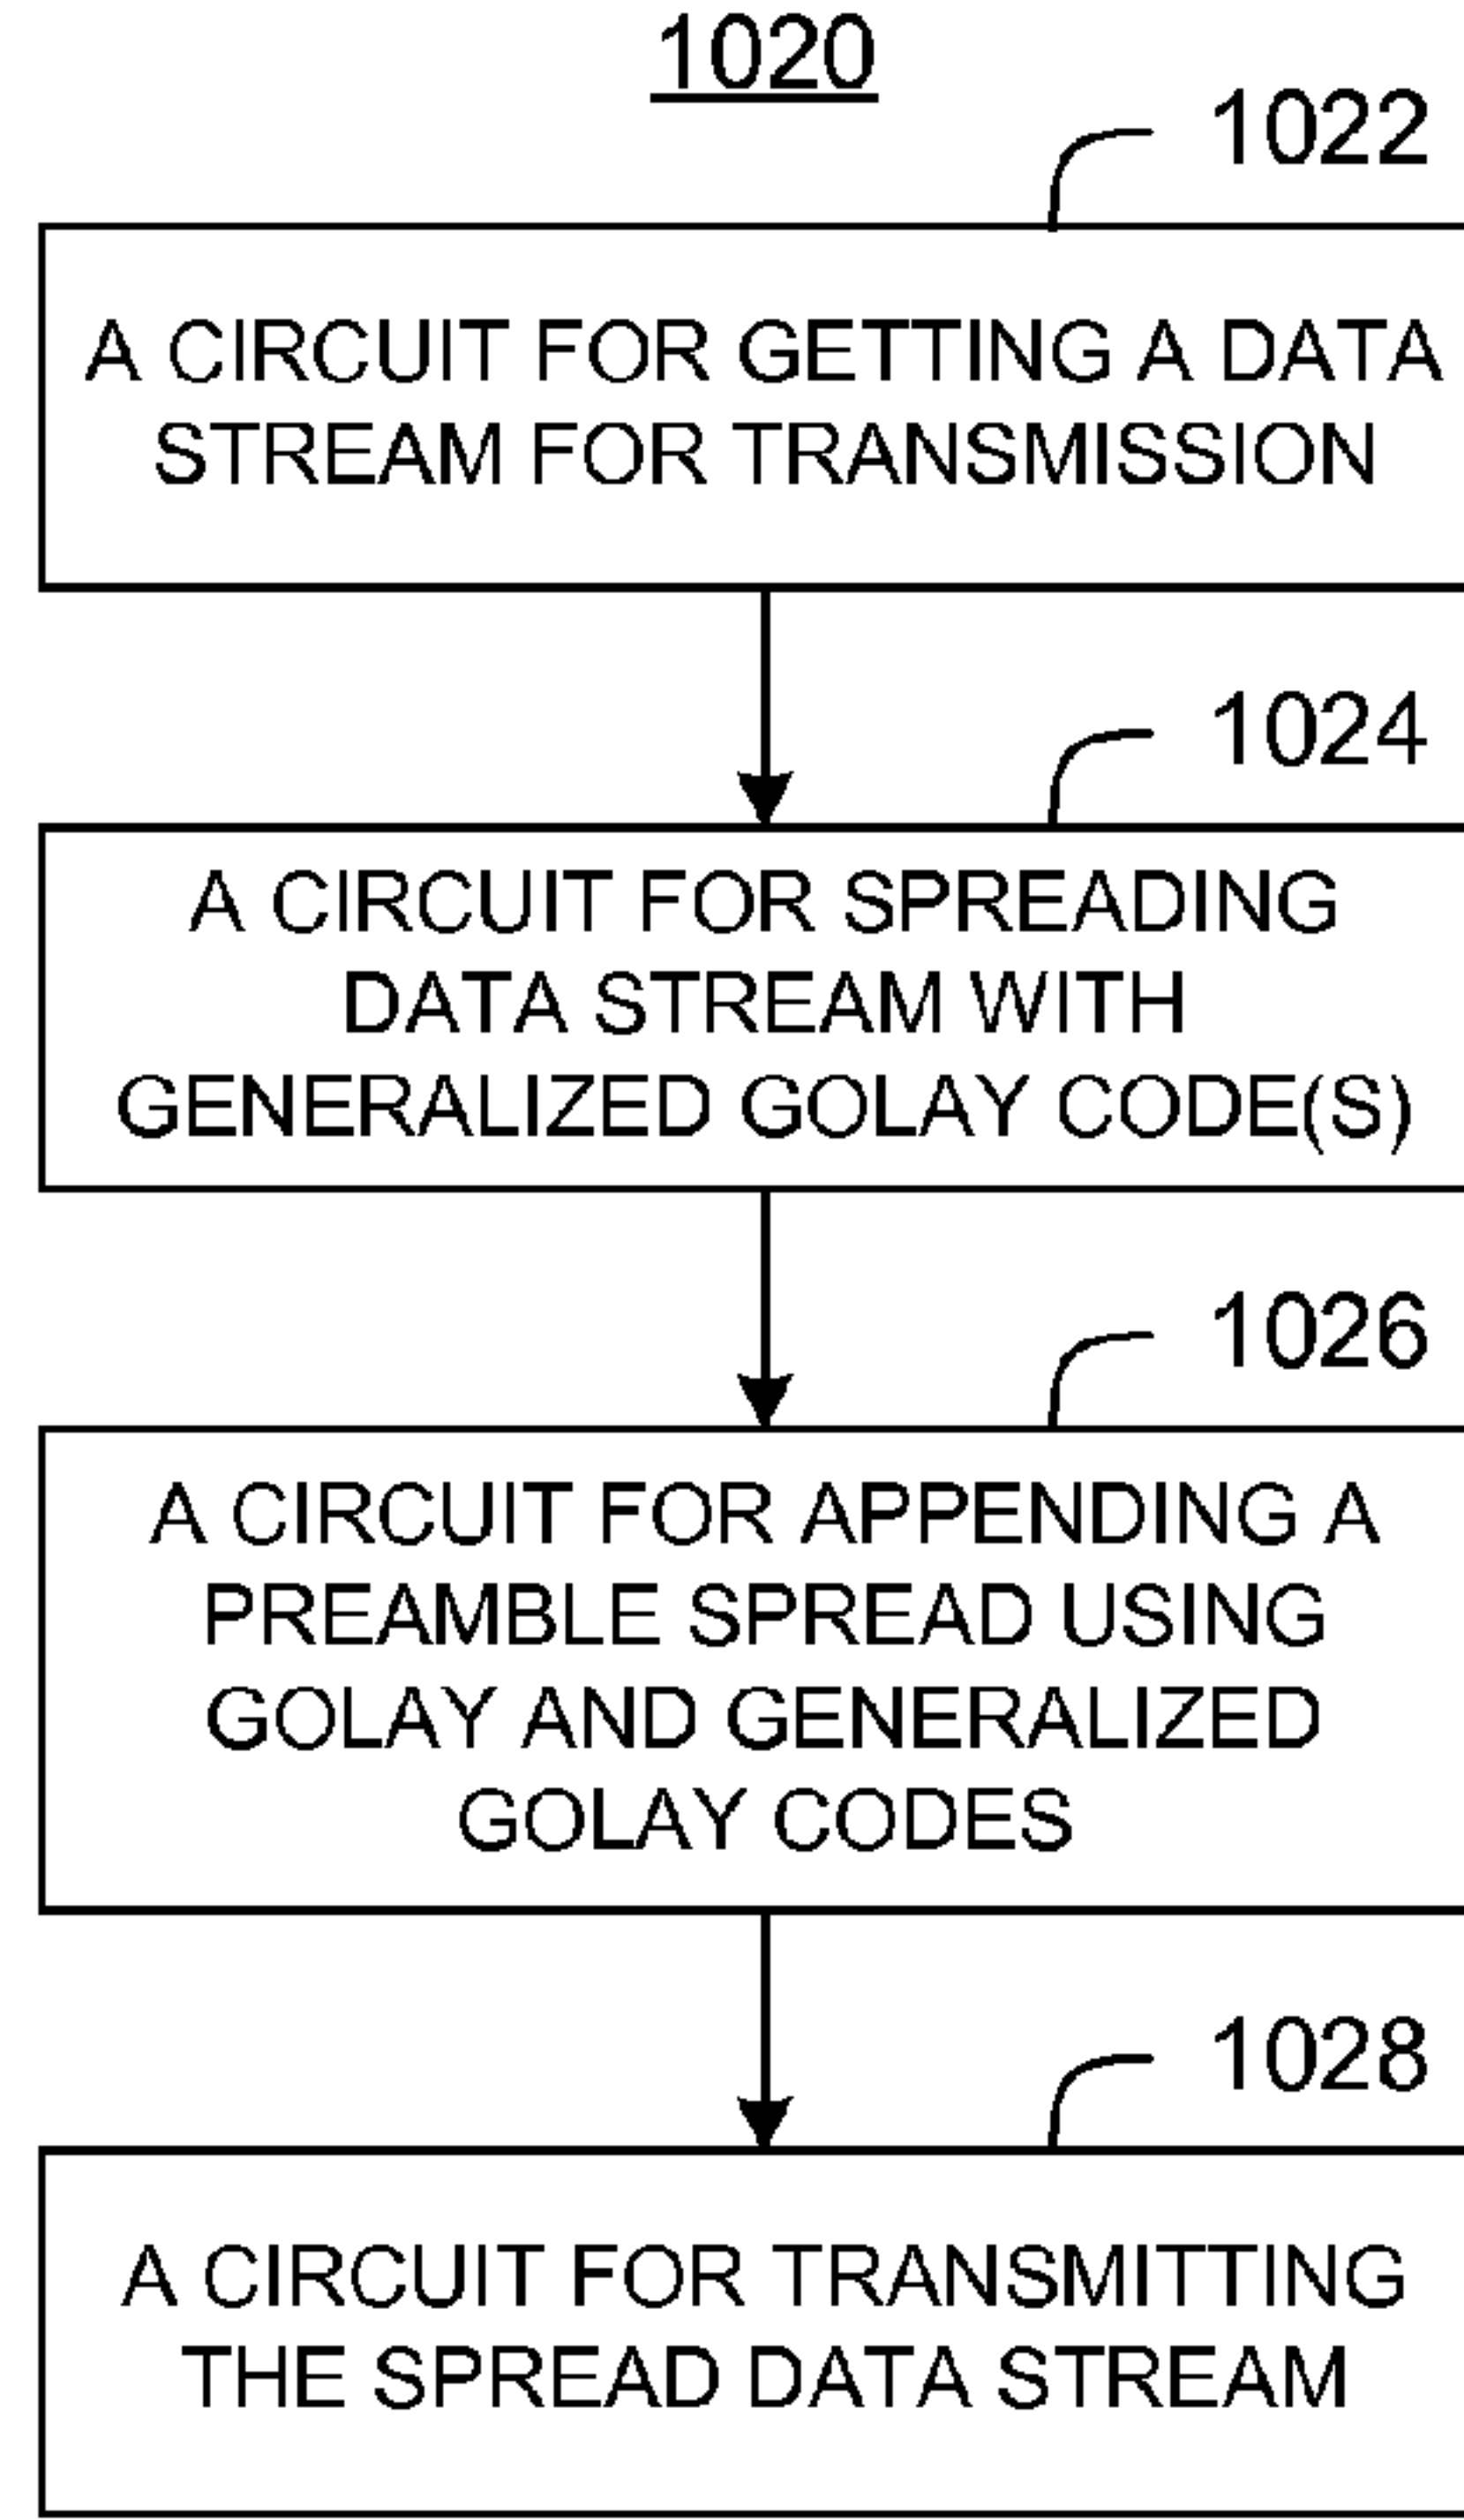 1020
1022
A CIRCUIT FOR GETTING A DATA
STREAM FOR TRANSMISSION
1024
A CIRCUIT FOR SPREADING
DATA STREAM WITH
GENERALIZED GOLAY CODE(S)
1026
A CIRCUIT FOR APPENDING A
PREAMBLE SPREAD USING
GOLAY AND GENERALIZED
GOLAY CODES
1028
A CIRCUIT FOR TRANSMITTING
THE SPREAD DATA STREAM